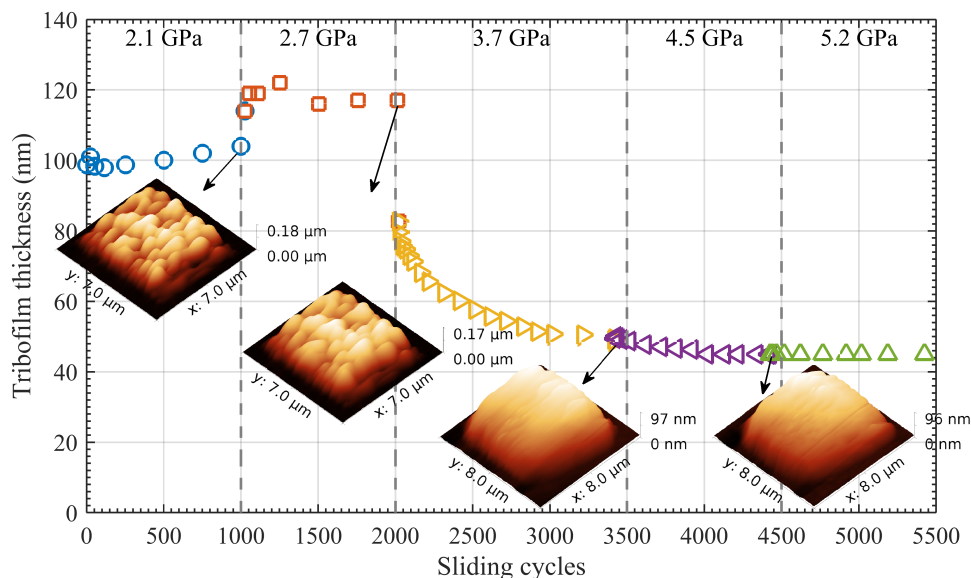 2.1 GPa 2.7 GPa 3.7 GPa 4.5 GPa 5.2 GPa
140
120
100
80
60
40
20
0
Tribofilm thickness (nm)
0.18 µm
0.00 µm
y: 7.0 µm
x: 7.0 µm
0.17 µm
0.00 µm
y: 7.0 µm
x: 7.0 µm
97 nm
0 nm
y: 8.0 µm
x: 8.0 µm
96 nm
0 nm
y: 8.0 µm
x: 8.0 µm
0 500 1000 1500 2000 2500 3000 3500 4000 4500 5000 5500
Sliding cycles